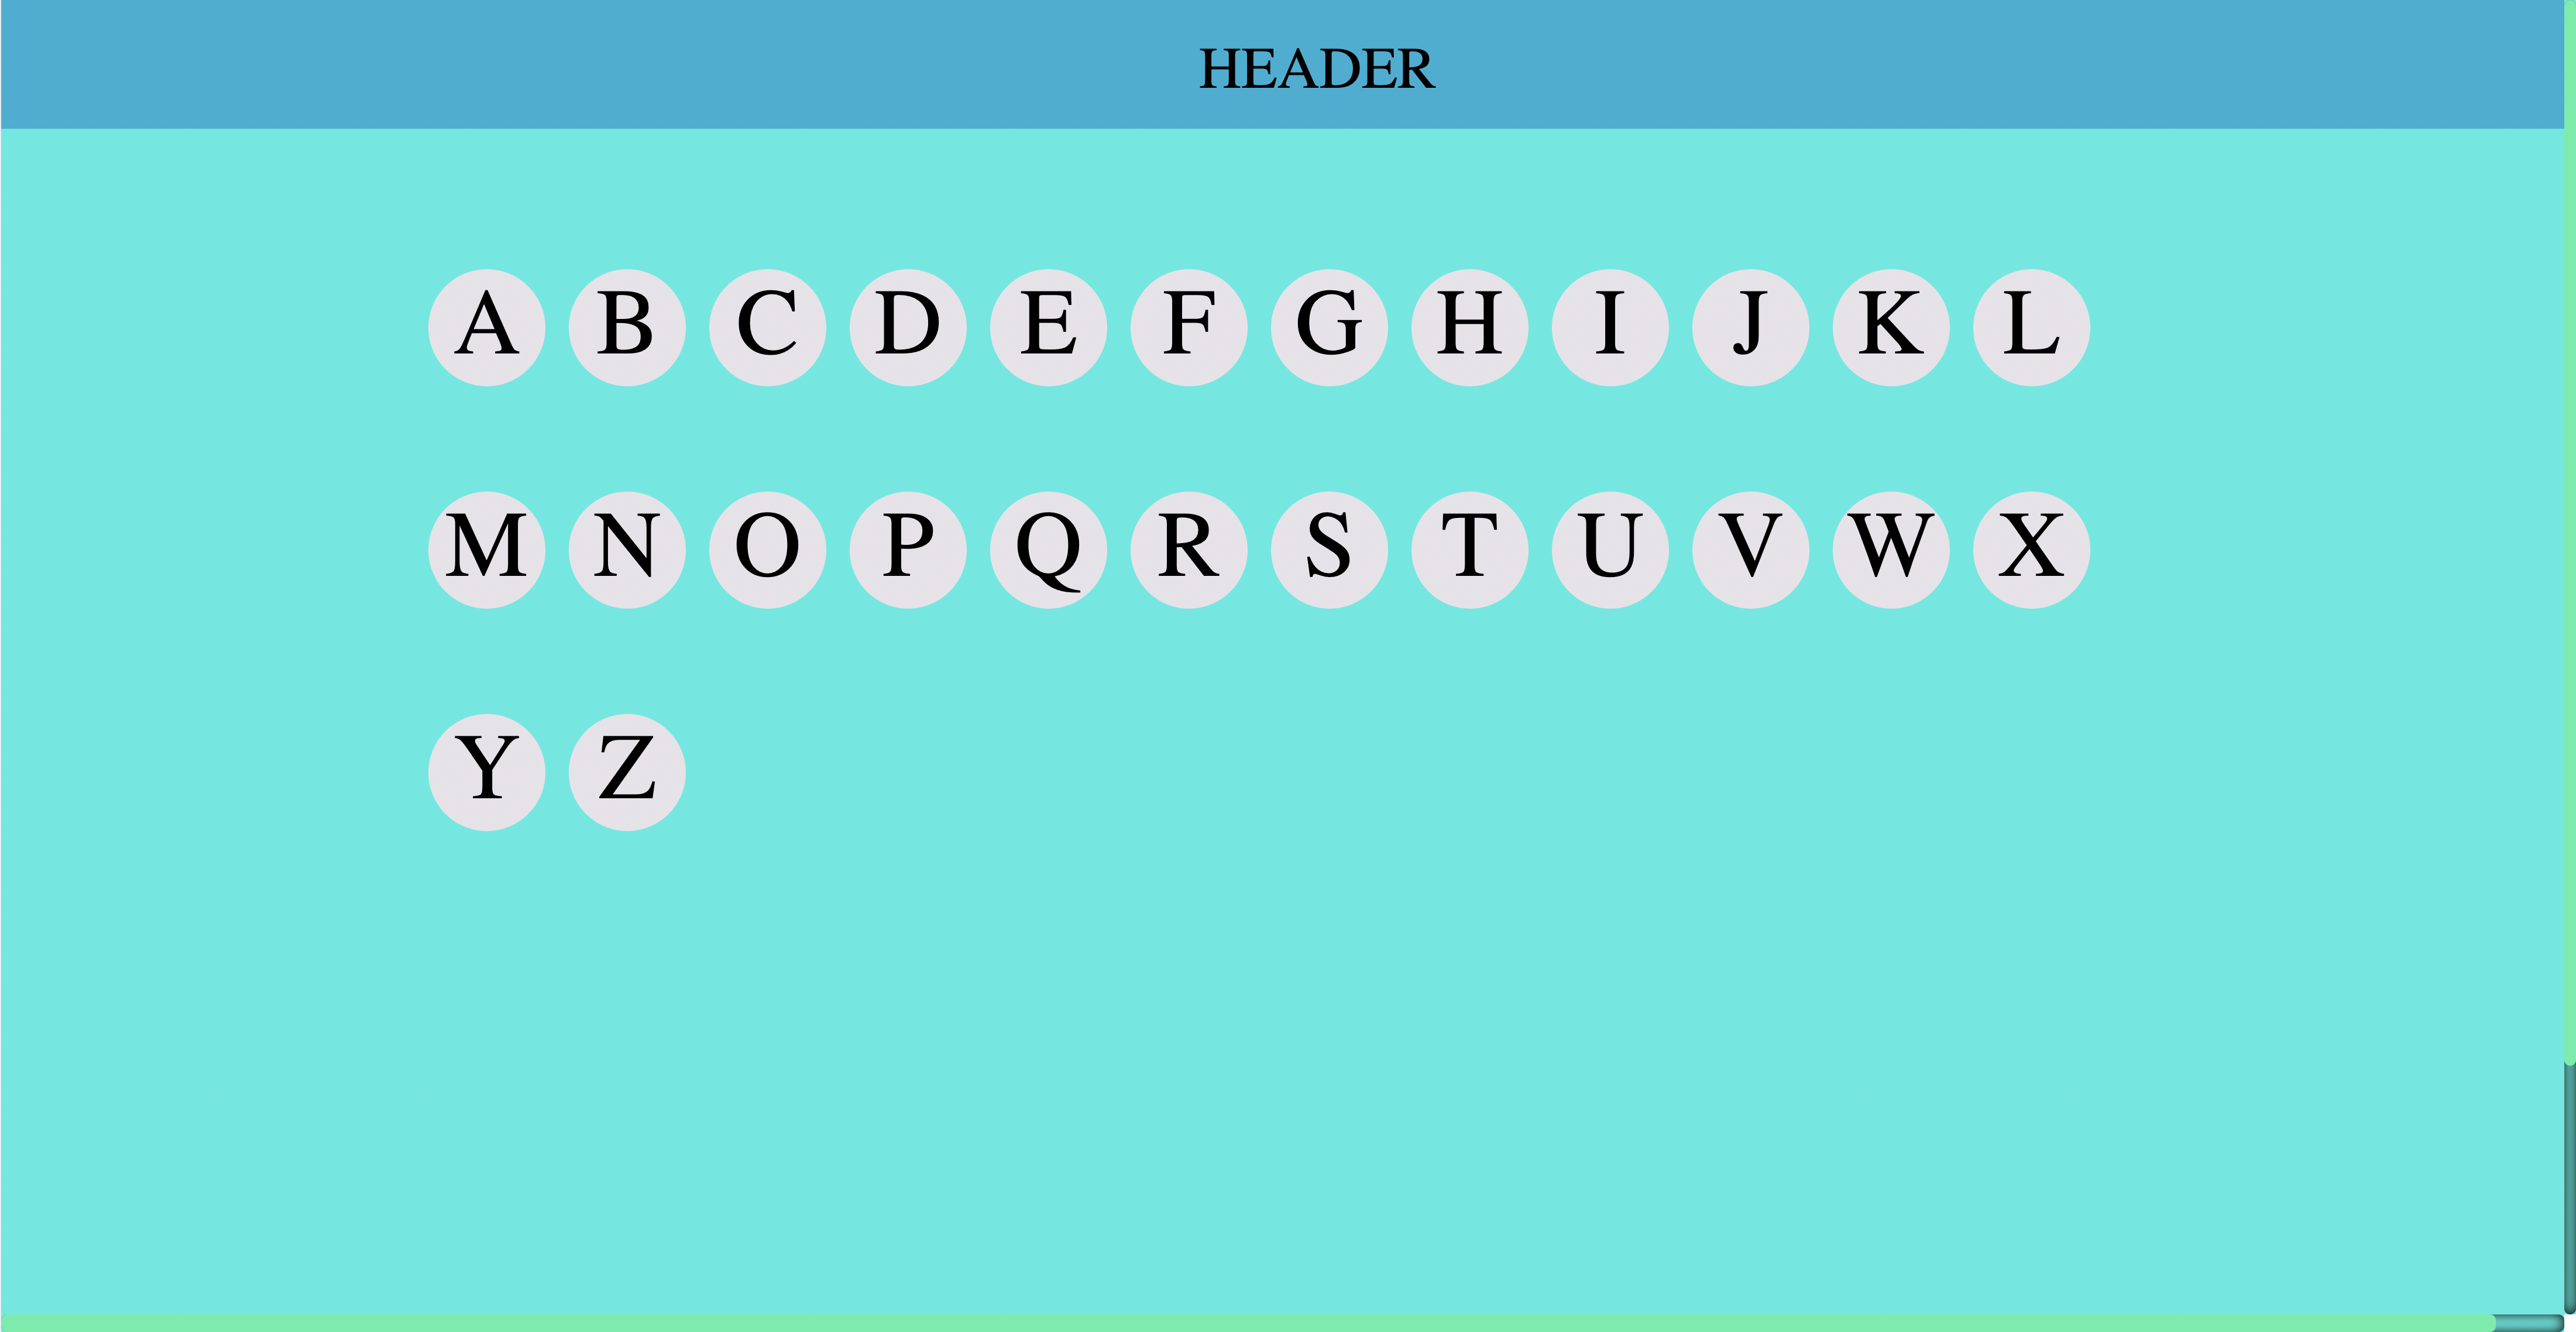 HEADER
A B C D E F G H I J K L
M N O P Q R S T U V W X
Y Z